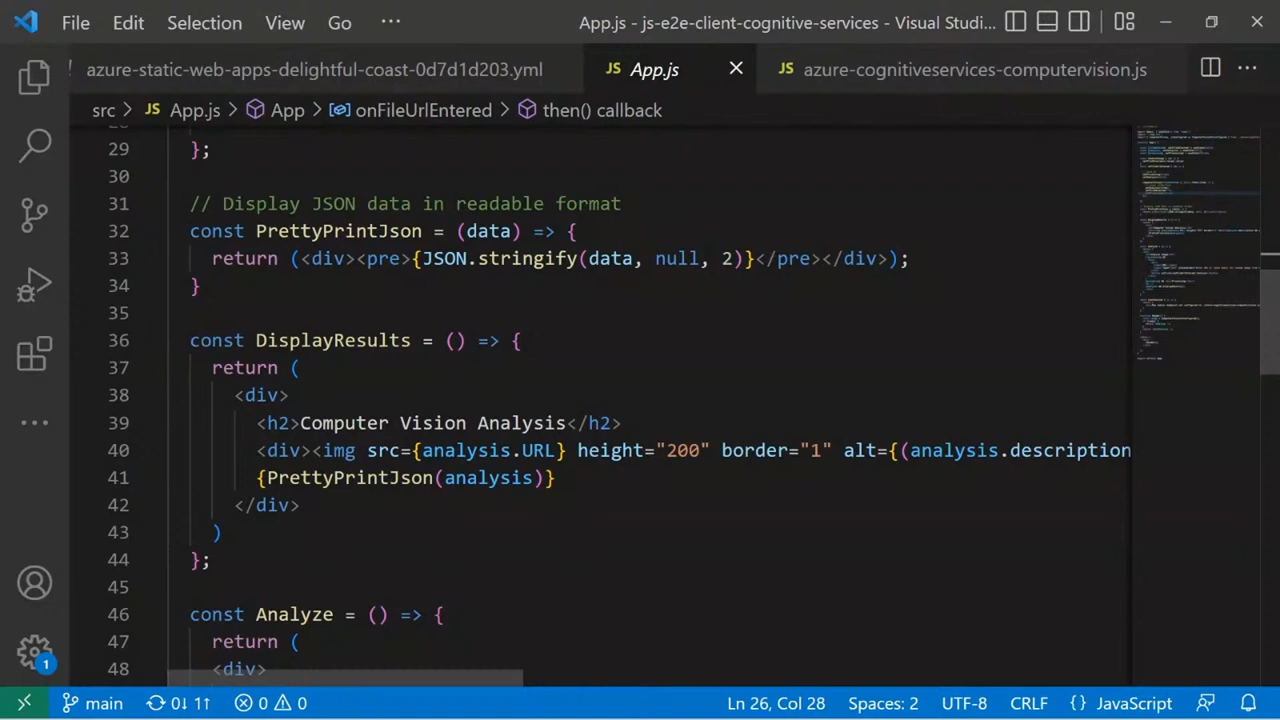 File Edit Selection View Go ··· App.js - js-e2e-client-cognitive-services - Visual Studi...
azure-static-web-apps-delightful-coast-0d7d1d203.yml JS App.js JS azure-cognitiveservices-computervision.js ···
src > JS App.js > App > onFileUrlEntered > then() callback
29 };
30
31 // Display JSON data in readable format
32 const PrettyPrintJson = (data) => {
33 return (<div><pre>{JSON.stringify(data, null, 2)}</pre></div>);
34 }
35
36 const DisplayResults = () => {
37 return (
38 <div>
39 <h2>Computer Vision Analysis</h2>
40 <div><img src={analysis.URL} height="200" border="1" alt={(analysis.description
41 {PrettyPrintJson(analysis)}
42 </div>
43 )
44 };
45
46 const Analyze = () => {
47 return (
48 <div>
1
main 0↓ 1↑ 0 0 Ln 26, Col 28 Spaces: 2 UTF-8 CRLF {} JavaScript